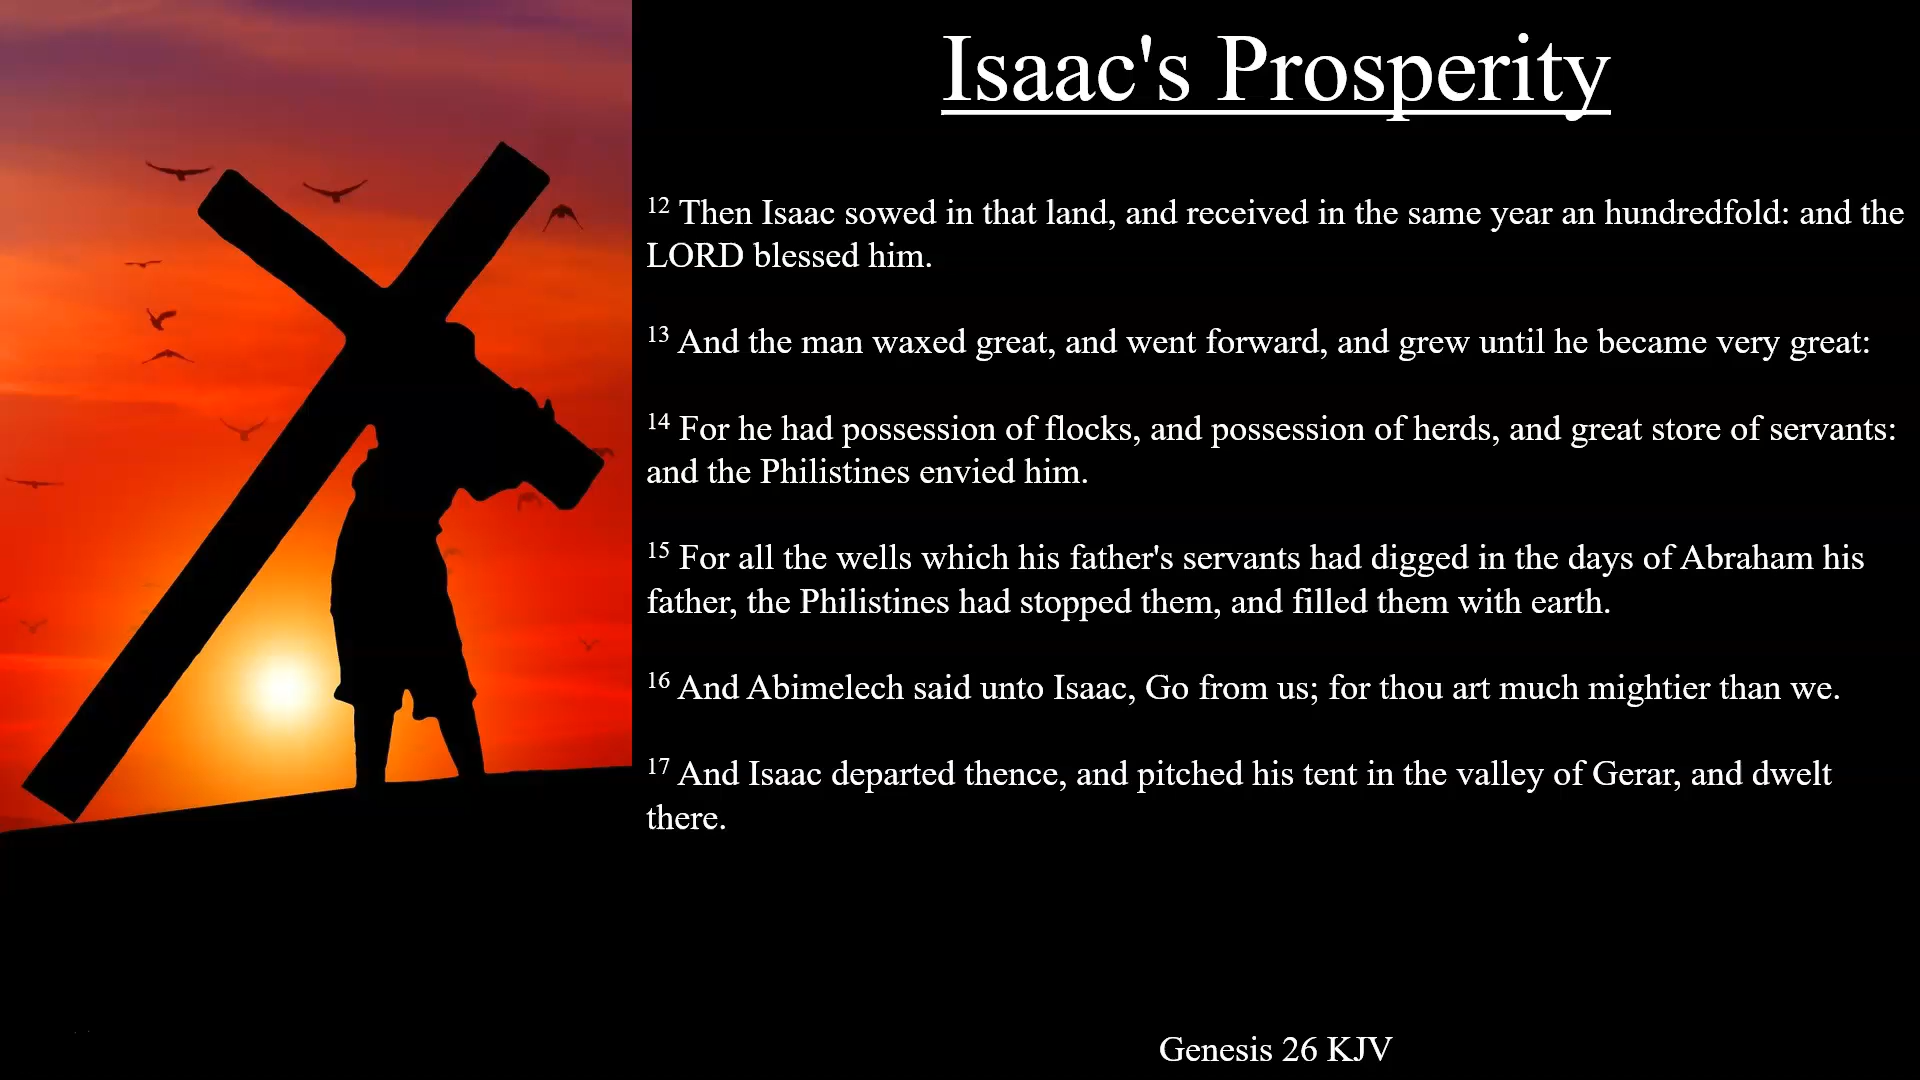 Isaac's Prosperity
12 Then Isaac sowed in that land, and received in the same year an hundredfold: and the
LORD blessed him.
13 And the man waxed great, and went forward, and grew until he became very great:
14 For he had possession of flocks, and possession of herds, and great store of servants:
and the Philistines envied him.
15 For all the wells which his father's servants had digged in the days of Abraham his
father, the Philistines had stopped them, and filled them with earth.
16 And Abimelech said unto Isaac, Go from us; for thou art much mightier than we.
17 And Isaac departed thence, and pitched his tent in the valley of Gerar, and dwelt
there.
Genesis 26 KJV